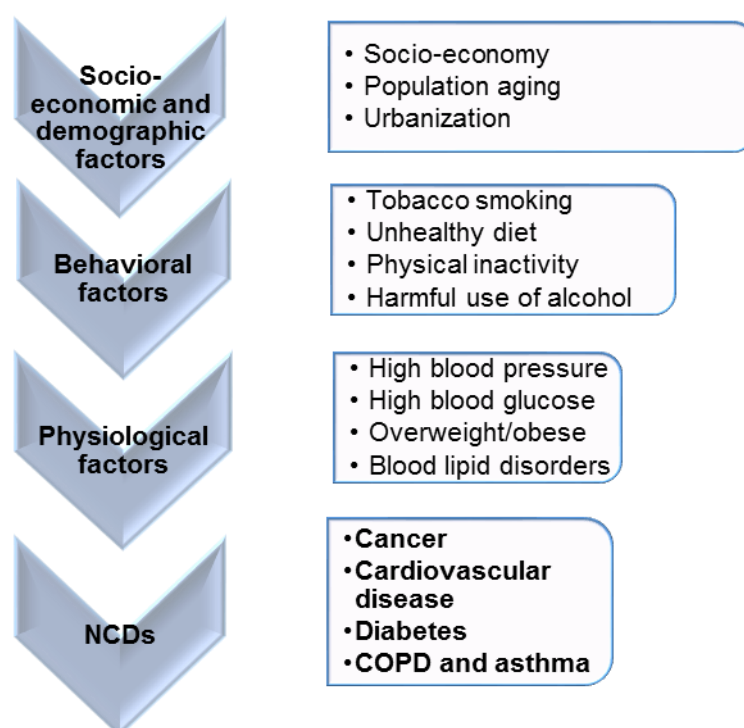 Socio-
economic and
demographic
factors
• Socio-economy
• Population aging
• Urbanization
Behavioral
factors
• Tobacco smoking
• Unhealthy diet
• Physical inactivity
• Harmful use of alcohol
Physiological
factors
• High blood pressure
• High blood glucose
• Overweight/obese
• Blood lipid disorders
NCDs
• Cancer
• Cardiovascular
disease
• Diabetes
• COPD and asthma